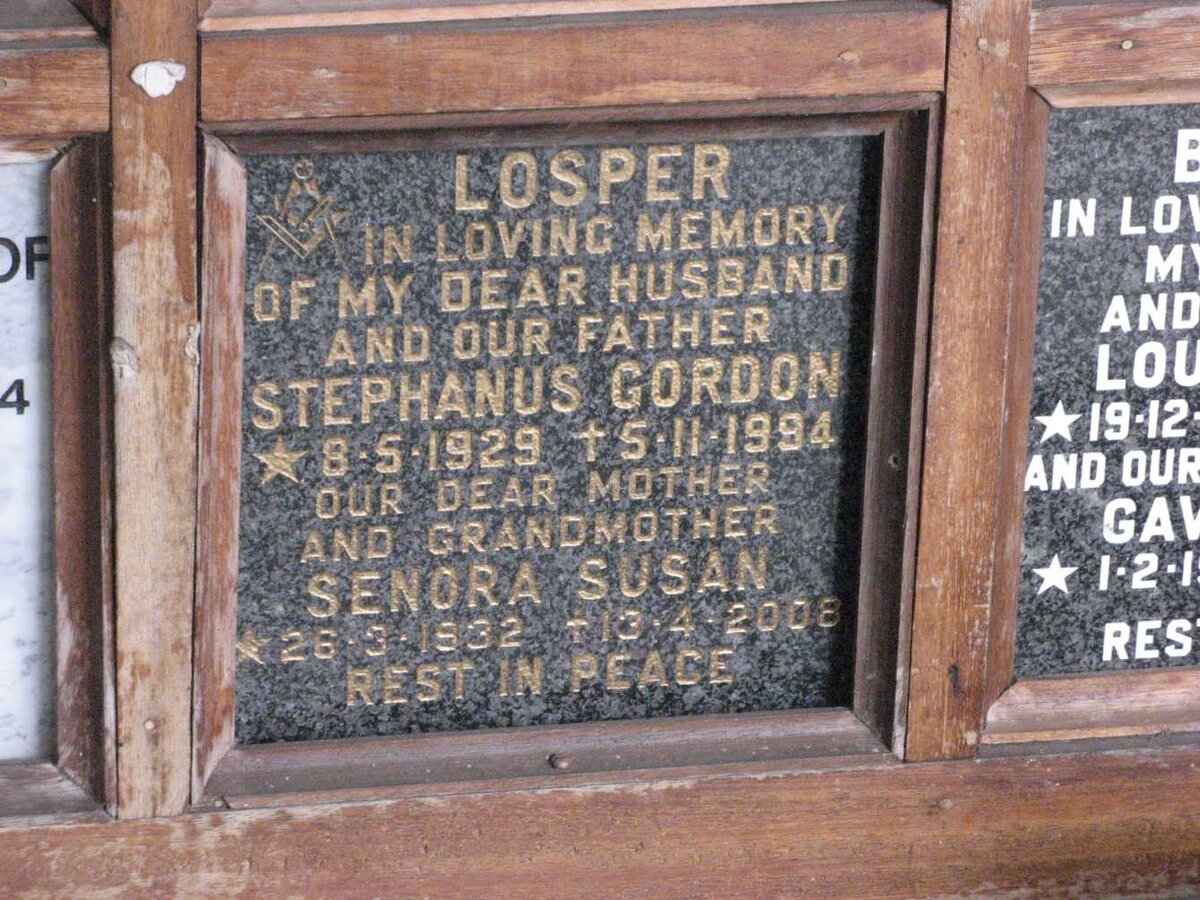 LOSPER
IN LOVING MEMORY
OF MY DEAR HUSBAND
AND OUR FATHER
STEPHANUS GORDON
★ 8·5·1929 †5·11·1994
OUR DEAR MOTHER
AND GRANDMOTHER
SENORA SUSAN
★26·3·1932 †13·4·2008
REST IN PEACE
OF
4
B
IN LOV
MY
AND
LOU
★19·12
AND OUR
GAV
★ 1·2·1
REST